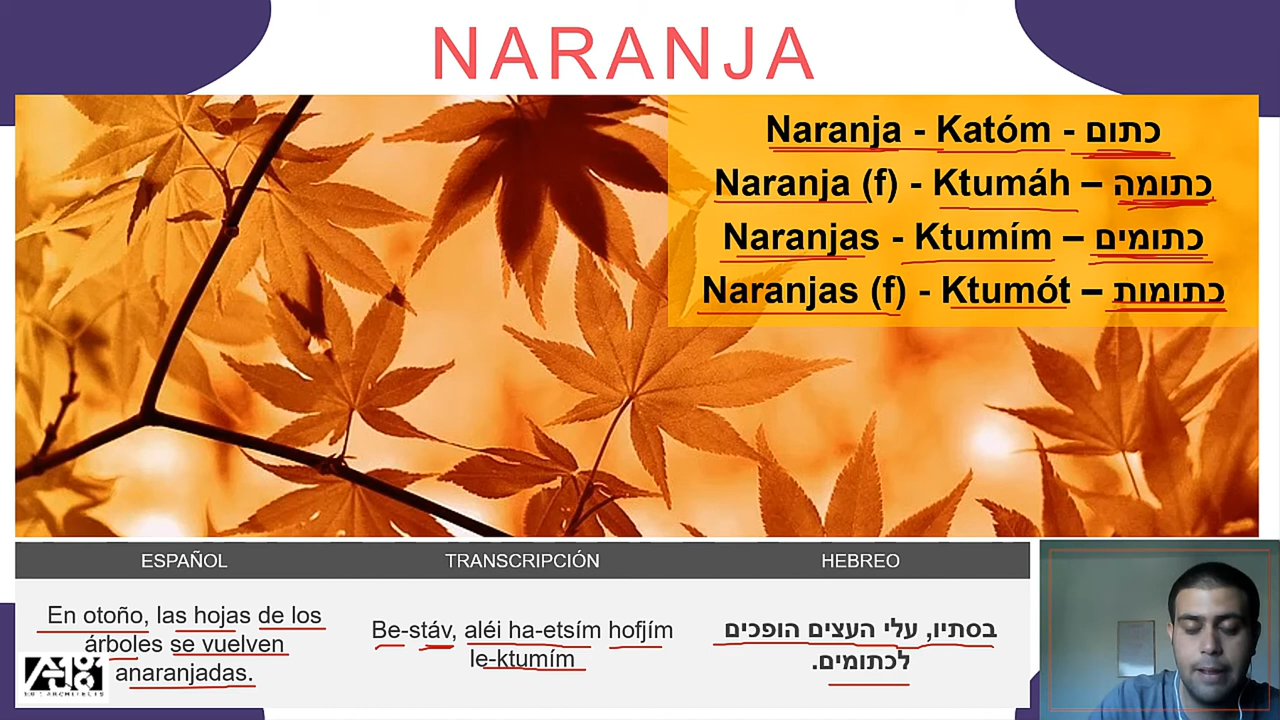 NARANJA
Naranja - Katóm - כתום
Naranja (f) - Ktumáh – כתומה
Naranjas - Ktumím – כתומים
Naranjas (f) - Ktumót – כתומות
ESPAÑOL
TRANSCRIPCIÓN
HEBREO
En otoño, las hojas de los
árboles se vuelven
anaranjadas.
Be-stáv, aléi ha-etsím hofjím
le-ktumím
בסתיו, עלי העצים הופכים
לכתומים.